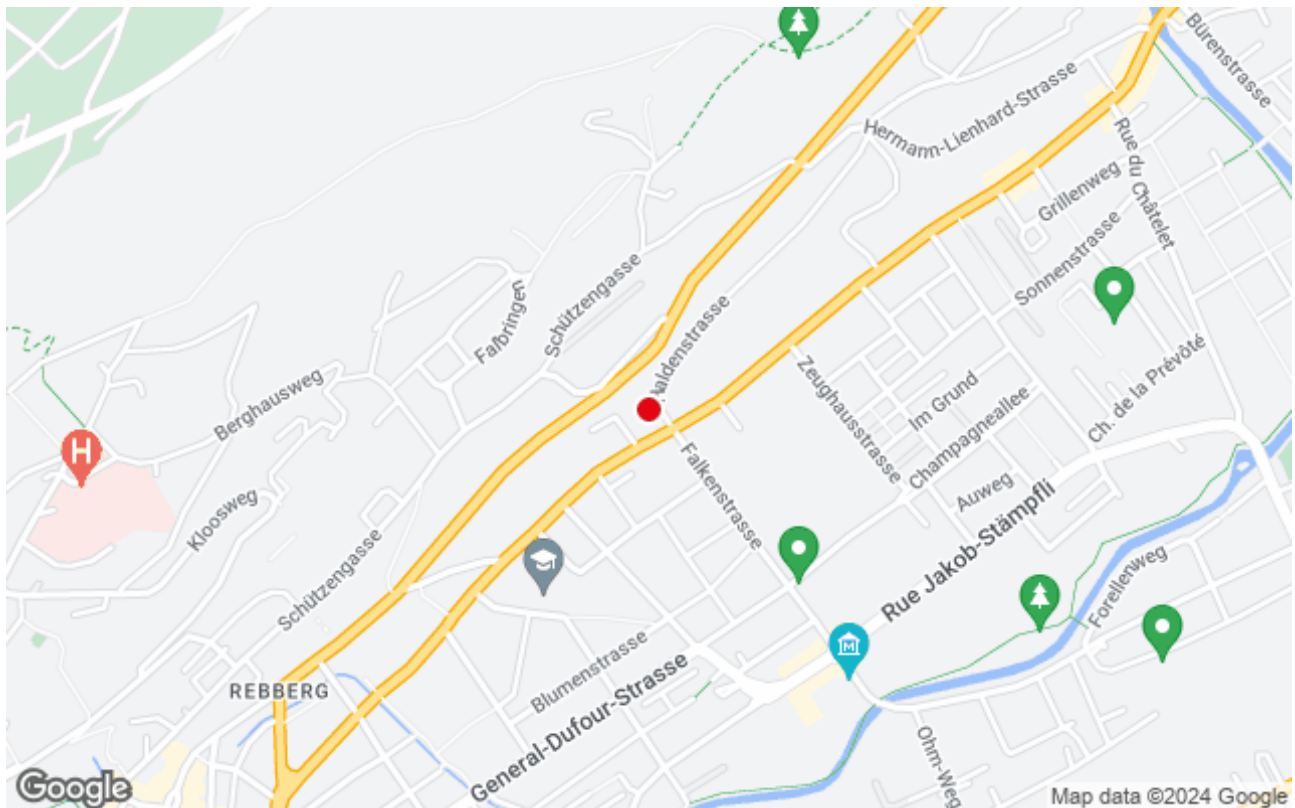 Bürenstrasse
Hermann-Lienhard-Strasse
Rue du Châtelet
Grillenweg
Sonnenstrasse
Schützengasse
Falbringen
Berghausweg
Zeughausstrasse
Im Grund
Ch. de la Prévôté
Champagneallee
H
Kloosweg
Falkenstrasse
Auweg
Rue Jakob-Stämpfli
Schützengasse
Forellenweg
M
Blumenstrasse
REBBERG
General-Dufour-Strasse
Ohm-Weg
Google
Map data ©2024 Google